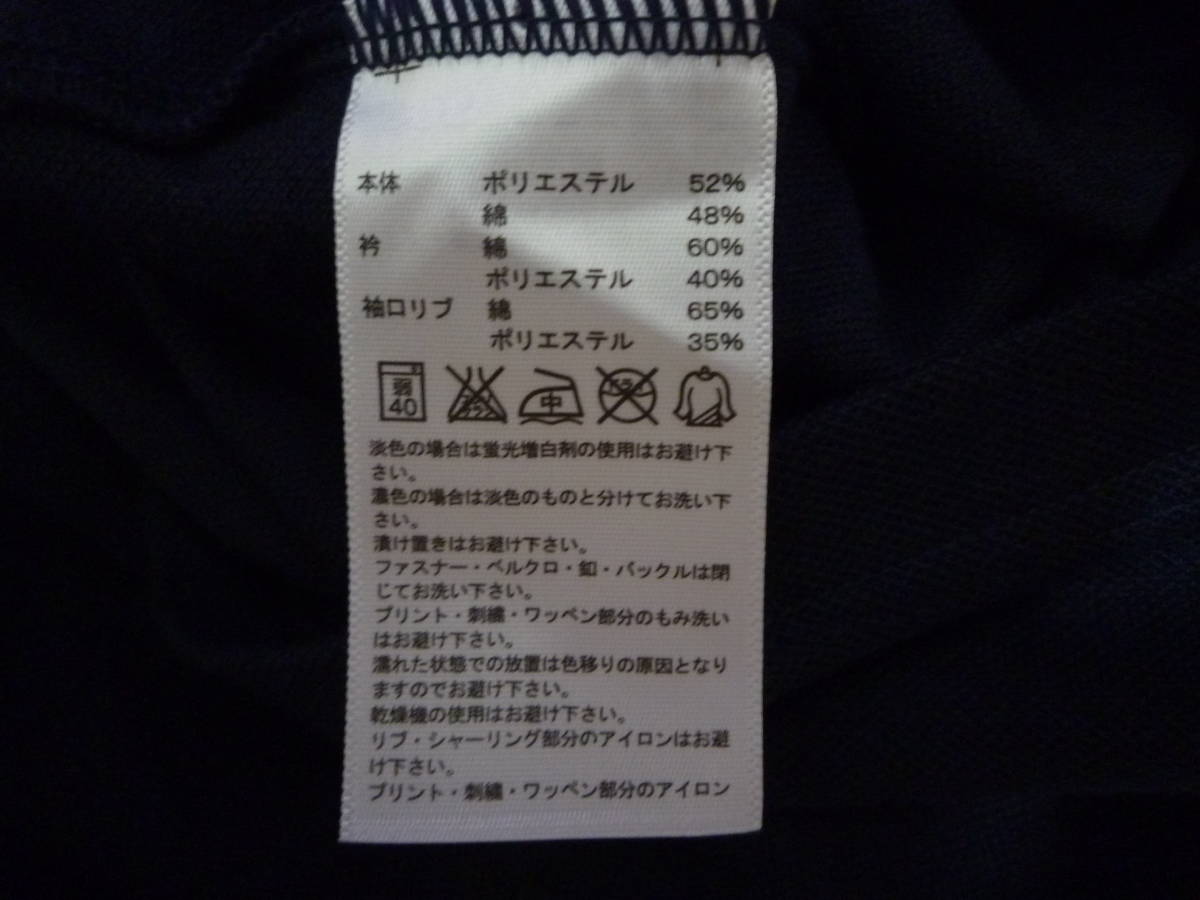 本体 ポリエステル 52%
綿 48%
衿 綿 60%
ポリエステル 40%
袖口リブ 綿 65%
ポリエステル 35%
弱 中 ドライ
40 エンソサラシ
淡色の場合は蛍光増白剤の使用はお避け下
さい。
濃色の場合は淡色のものと分けてお洗い下
さい。
漬け置きはお避け下さい。
ファスナー・ベルクロ・釦・バックルは閉
じてお洗い下さい。
プリント・刺繍・ワッペン部分のもみ洗い
はお避け下さい。
濡れた状態での放置は色移りの原因となり
ますのでお避け下さい。
乾燥機の使用はお避け下さい。
リブ・シャーリング部分のアイロンはお避
け下さい。
プリント・刺繍・ワッペン部分のアイロン